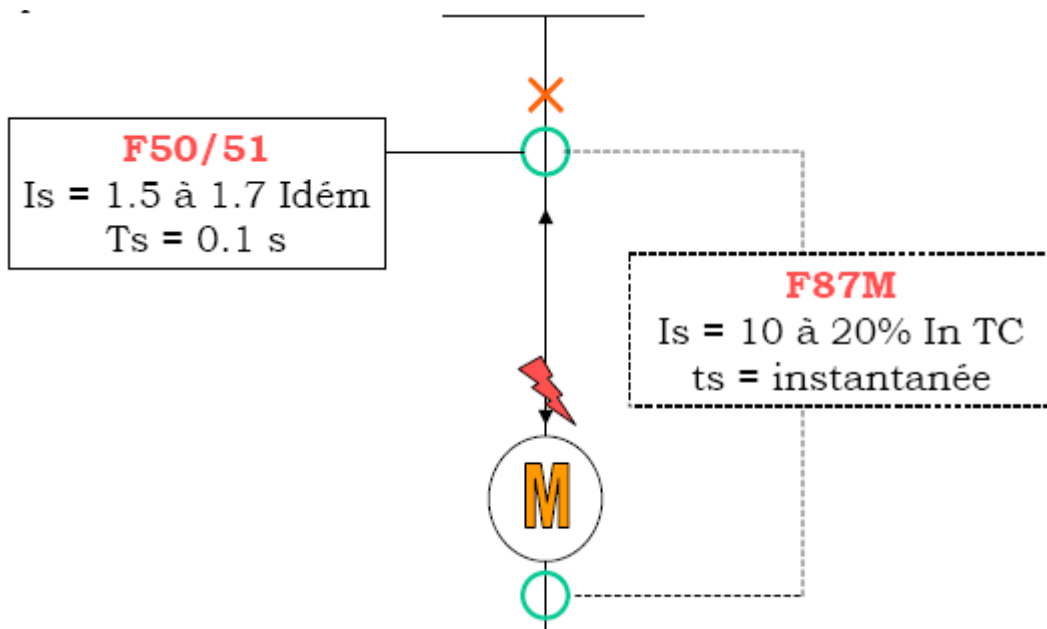 F50/51
Is = 1.5 à 1.7 Idém
Ts = 0.1 s
F87M
Is = 10 à 20% In TC
ts = instantanée
M